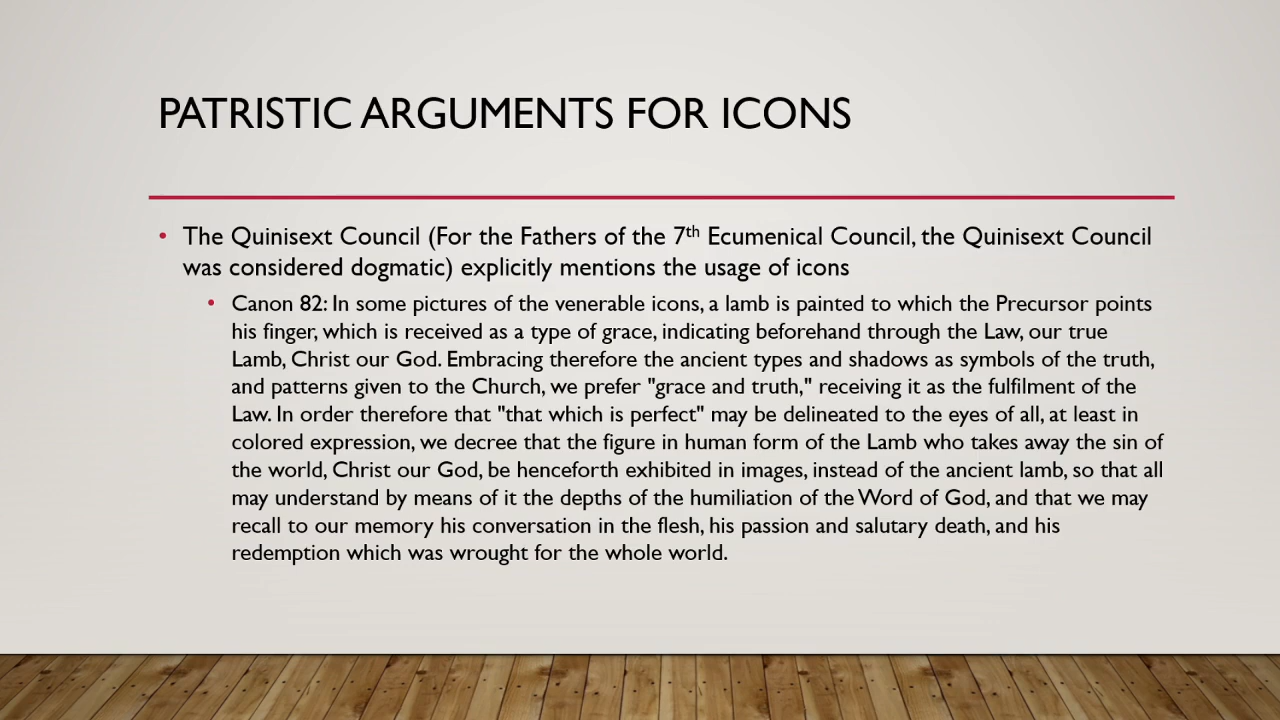 PATRISTIC ARGUMENTS FOR ICONS
• The Quinisext Council (For the Fathers of the 7th Ecumenical Council, the Quinisext Council
was considered dogmatic) explicitly mentions the usage of icons
• Canon 82: In some pictures of the venerable icons, a lamb is painted to which the Precursor points
his finger, which is received as a type of grace, indicating beforehand through the Law, our true
Lamb, Christ our God. Embracing therefore the ancient types and shadows as symbols of the truth,
and patterns given to the Church, we prefer "grace and truth," receiving it as the fulfilment of the
Law. In order therefore that "that which is perfect" may be delineated to the eyes of all, at least in
colored expression, we decree that the figure in human form of the Lamb who takes away the sin of
the world, Christ our God, be henceforth exhibited in images, instead of the ancient lamb, so that all
may understand by means of it the depths of the humiliation of the Word of God, and that we may
recall to our memory his conversation in the flesh, his passion and salutary death, and his
redemption which was wrought for the whole world.